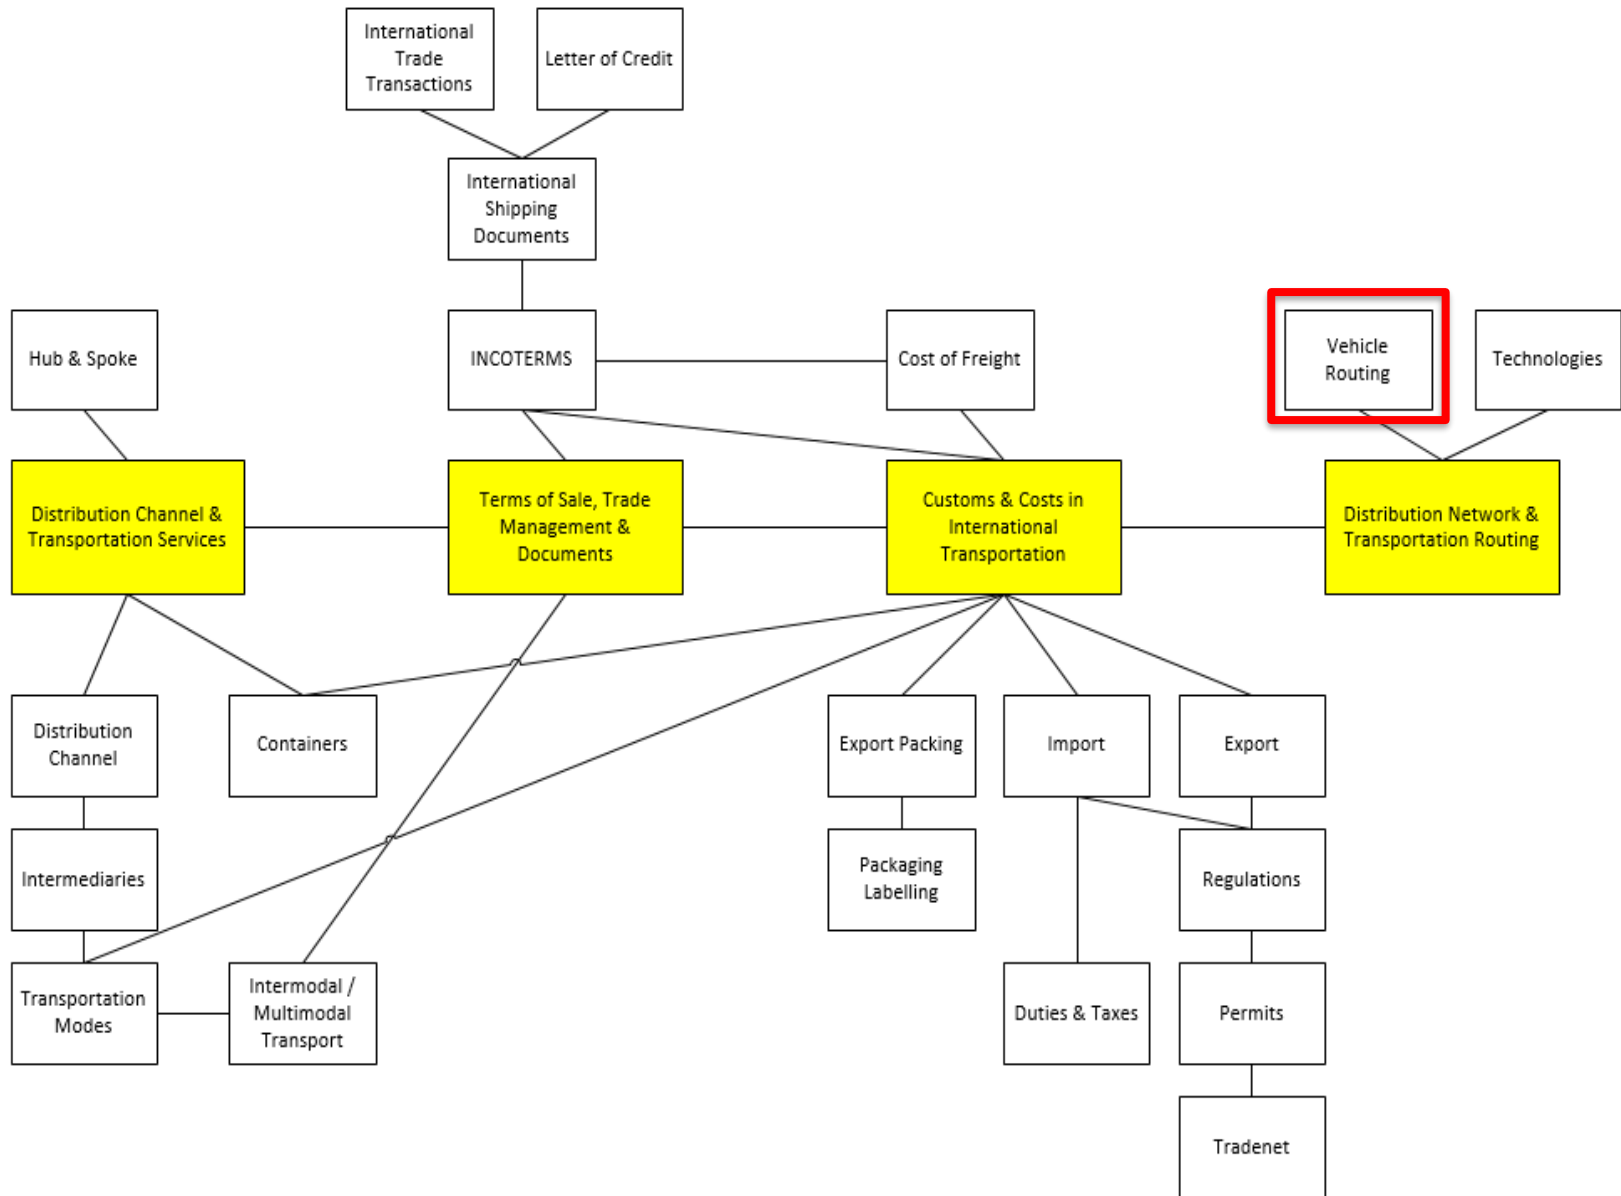 International
Trade
Transactions
Letter of Credit
International
Shipping
Documents
Hub & Spoke
INCOTERMS
Cost of Freight
Vehicle
Routing
Technologies
Distribution Channel &
Transportation Services
Terms of Sale, Trade
Management &
Documents
Customs & Costs in
International
Transportation
Distribution Network &
Transportation Routing
Distribution
Channel
Containers
Export Packing
Import
Export
Intermediaries
Packaging
Labelling
Regulations
Transportation
Modes
Intermodal /
Multimodal
Transport
Duties & Taxes
Permits
Tradenet